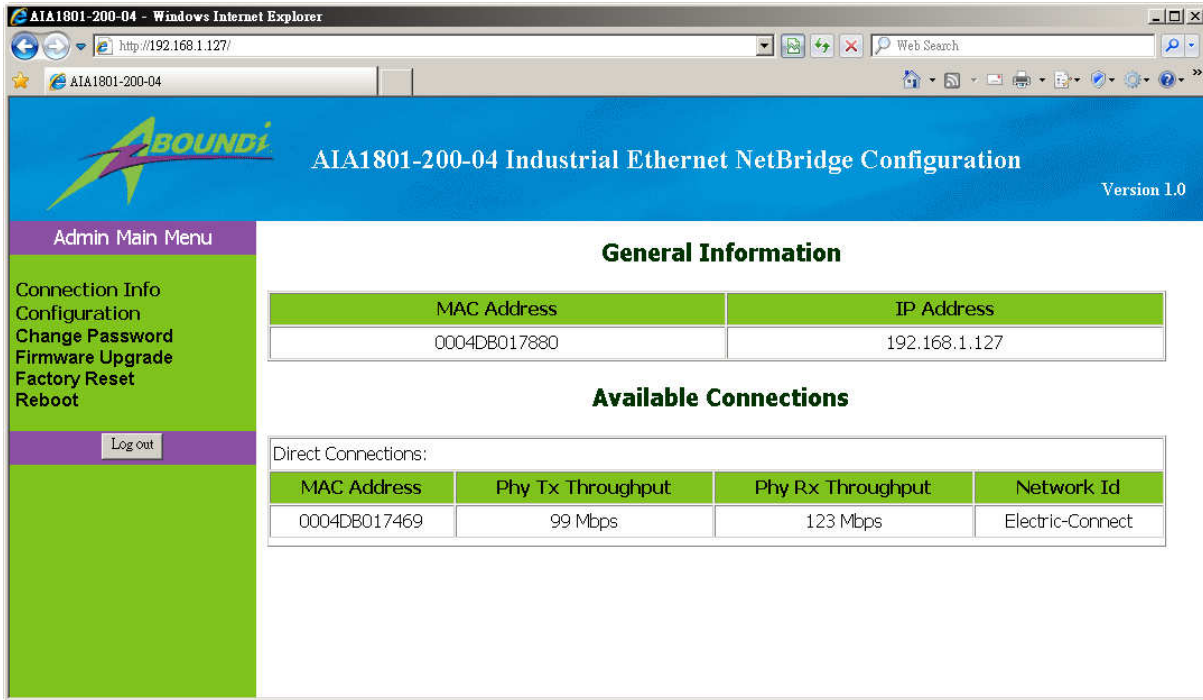 AIA1801-200-04 - Windows Internet Explorer
http://192.168.1.127/
Web Search
AIA1801-200-04
ABOUNDi
AIA1801-200-04 Industrial Ethernet NetBridge Configuration
Version 1.0
Admin Main Menu
Connection Info
Configuration
Change Password
Firmware Upgrade
Factory Reset
Reboot
Log out
General Information
MAC Address IP Address
0004DB017880 192.168.1.127
Available Connections
Direct Connections:
MAC Address Phy Tx Throughput Phy Rx Throughput Network Id
0004DB017469 99 Mbps 123 Mbps Electric-Connect